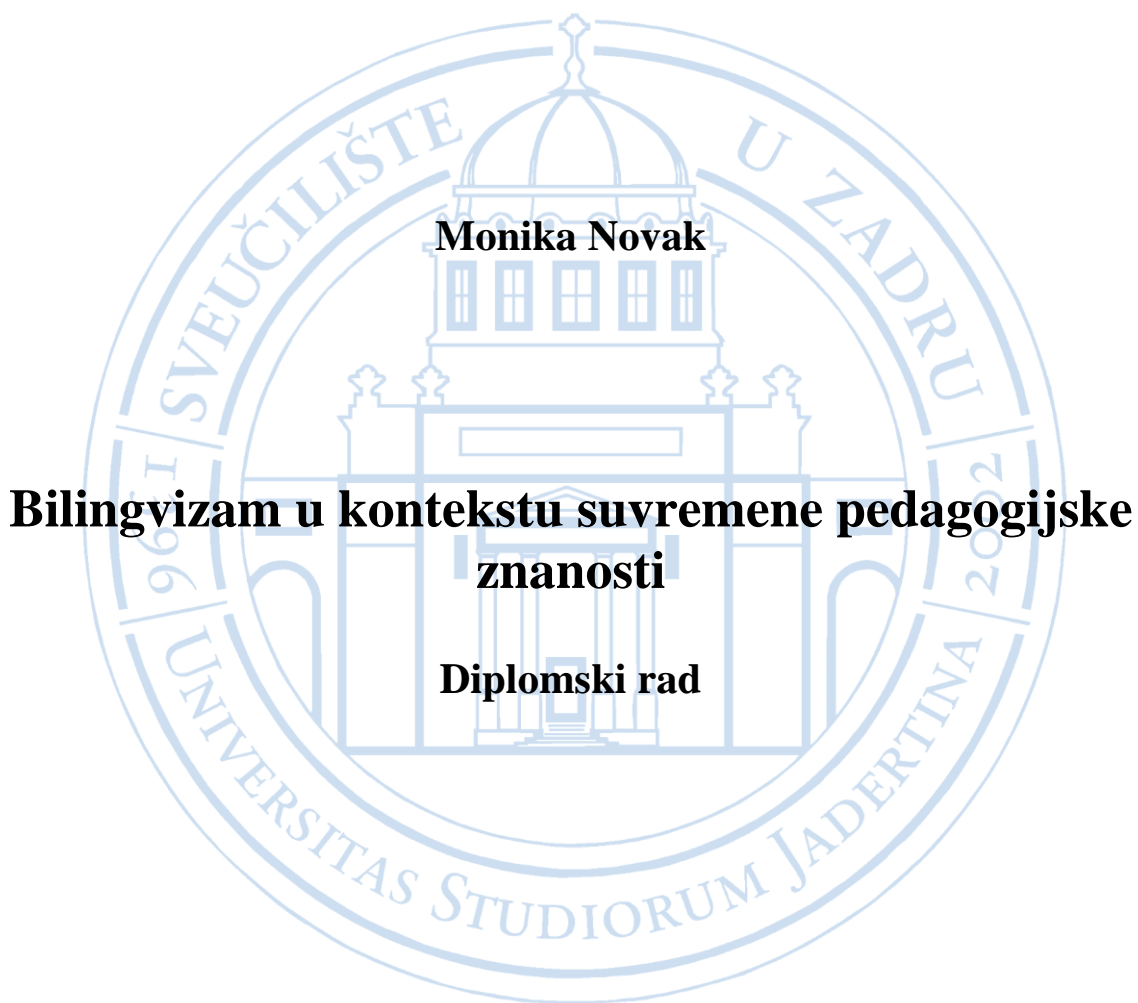 SVEUČILIŠTE U ZADRU
Monika Novak
Bilingvizam u kontekstu suvremene pedagogijske
znanosti
Diplomski rad
1396
2002
UNIVERSITAS STUDIORUM JADERTINA